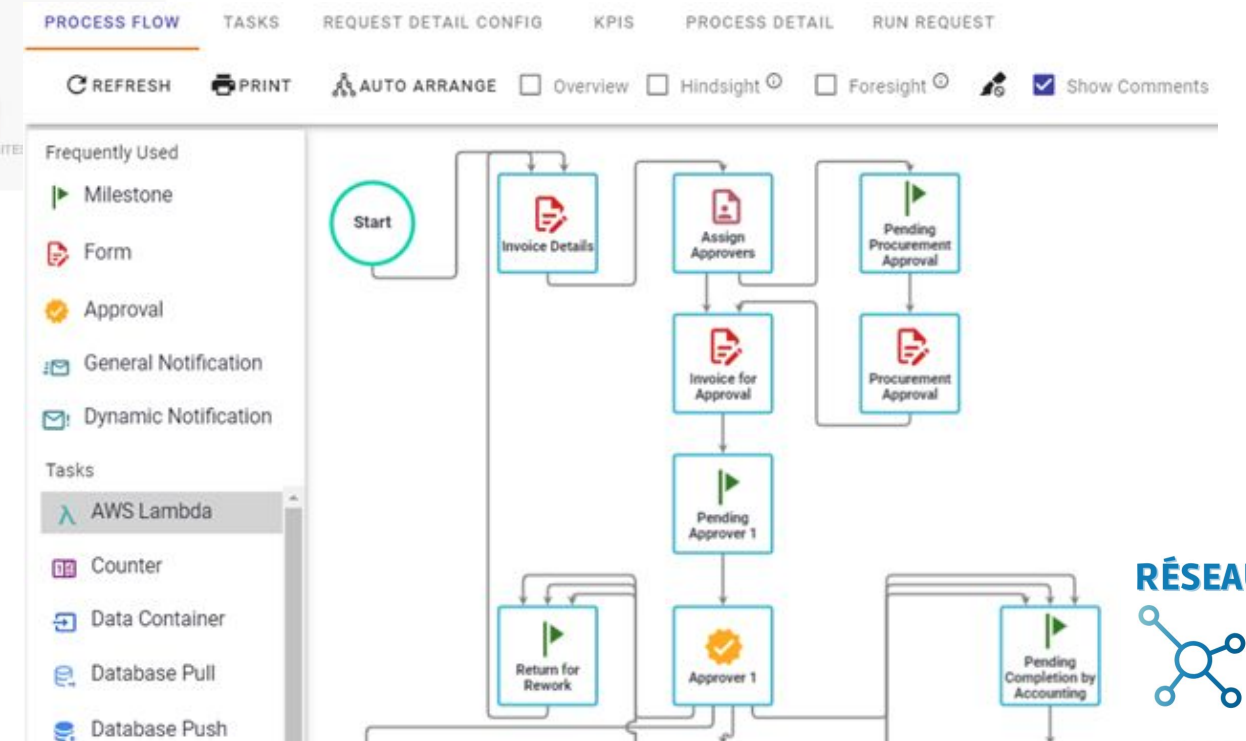 PROCESS FLOW TASKS REQUEST DETAIL CONFIG KPIS PROCESS DETAIL RUN REQUEST
REFRESH PRINT AUTO ARRANGE Overview Hindsight Foresight Show Comments
Frequently Used
Milestone
Form
Approval
General Notification
Dynamic Notification
Tasks
AWS Lambda
Counter
Data Container
Database Pull
Database Push
Start
Invoice Details
Assign
Approvers
Pending
Procurement
Approval
Invoice for
Approval
Procurement
Approval
Pending
Approver 1
Return for
Rework
Approver 1
Pending
Completion by
Accounting